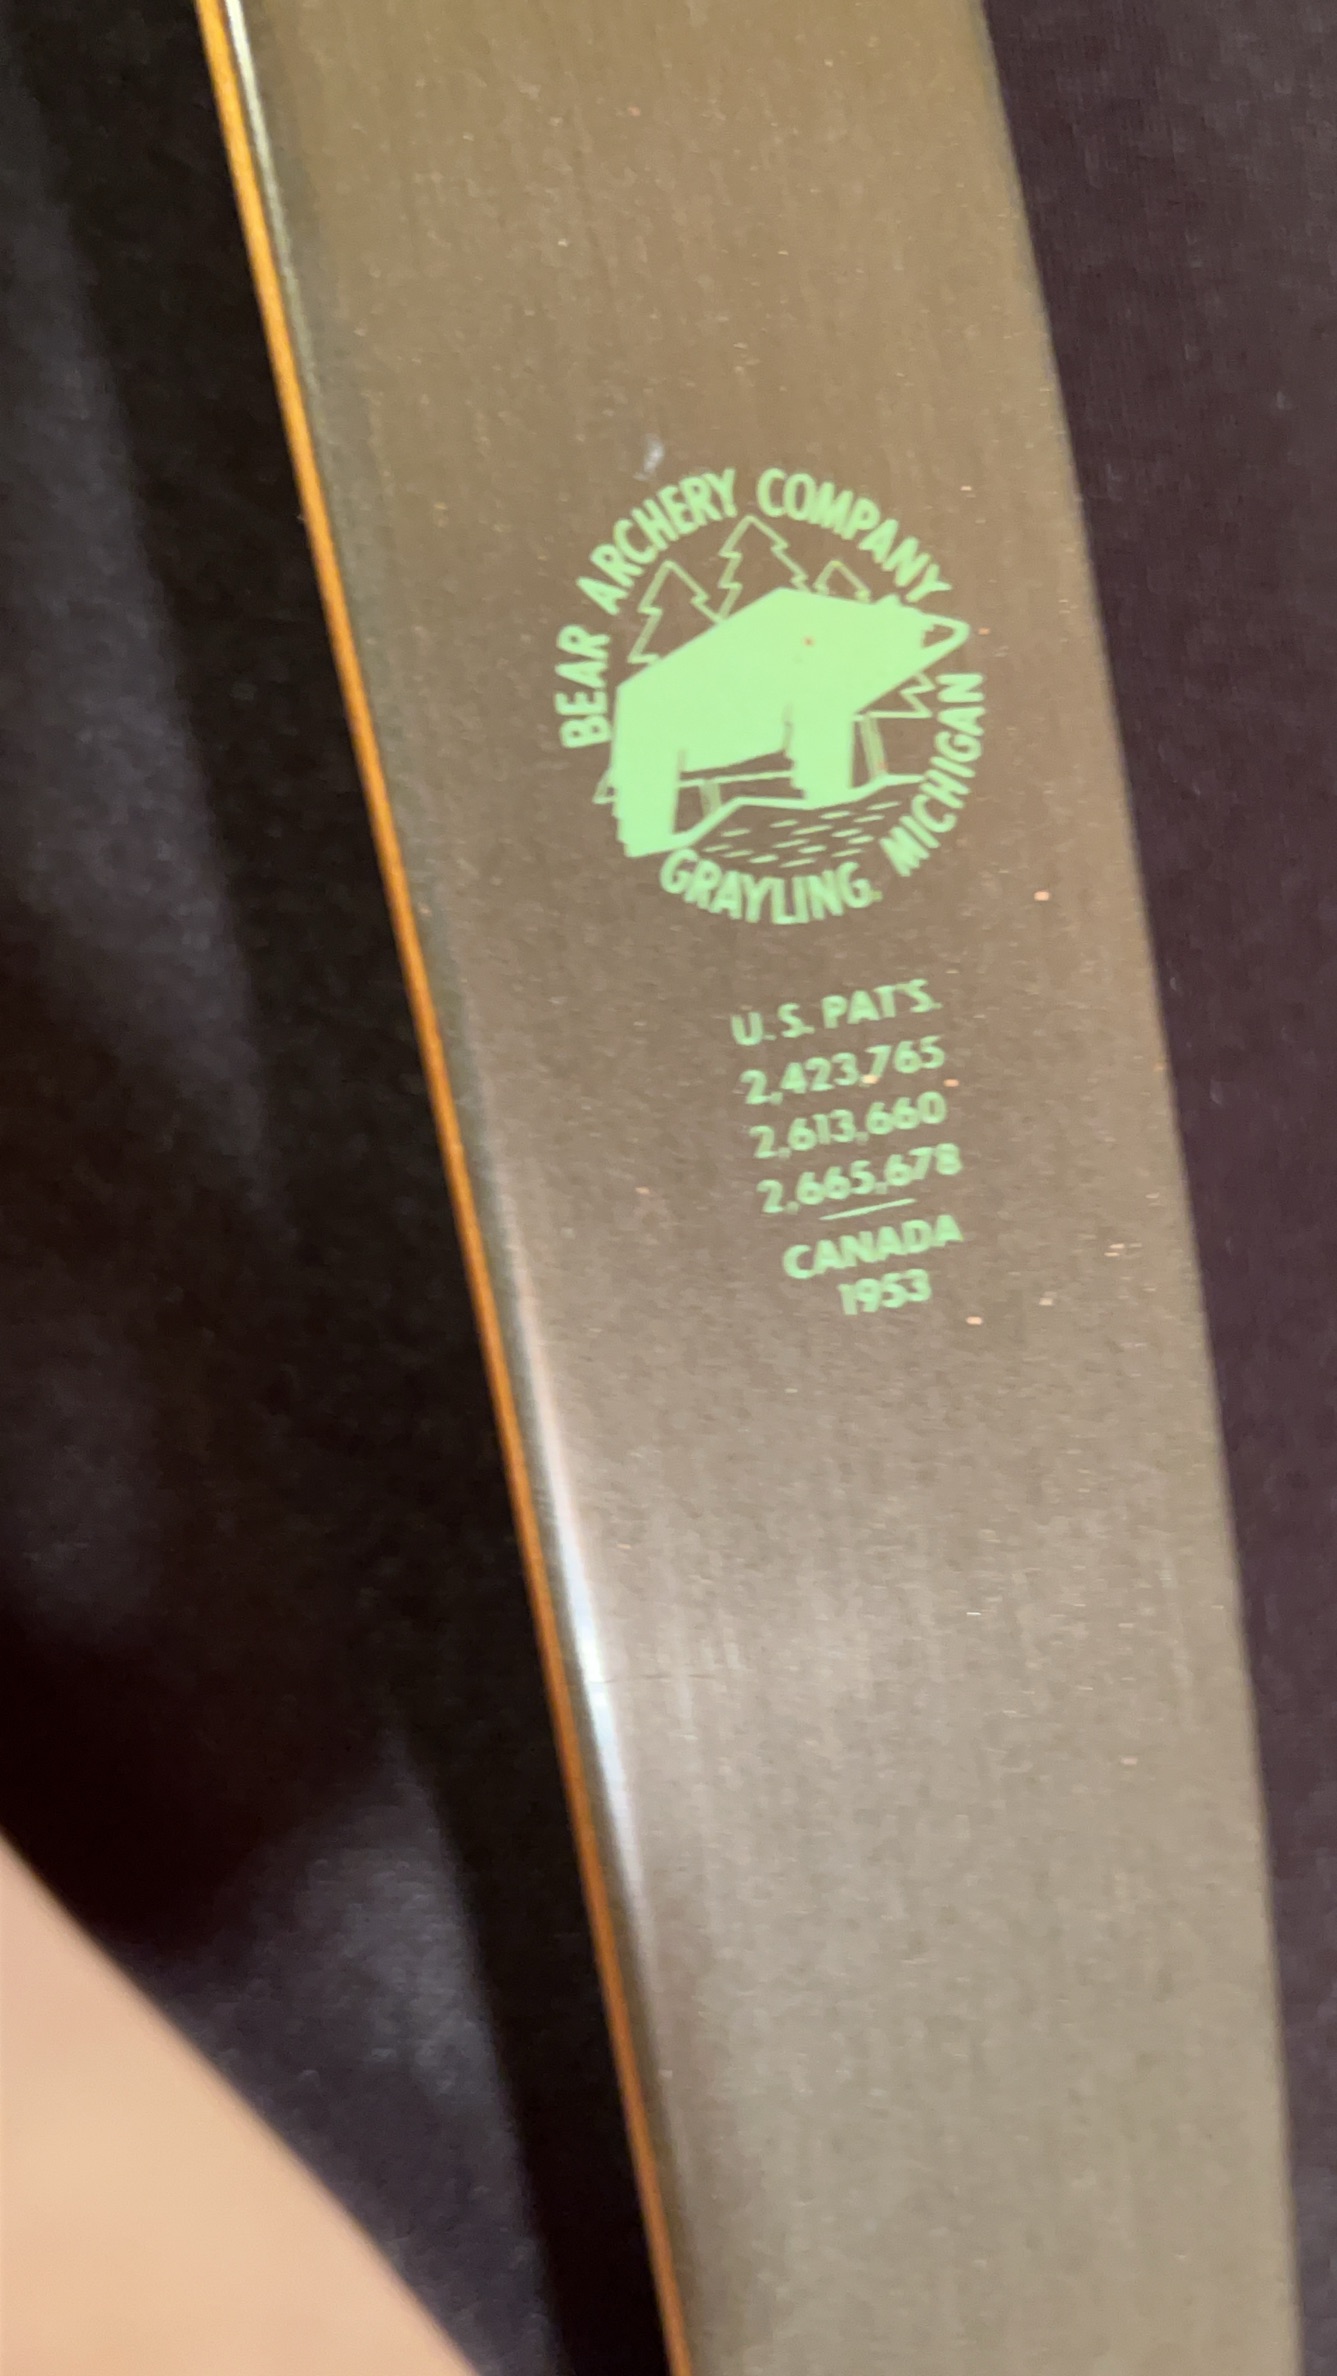 BEAR ARCHERY COMPANY
GRAYLING, MICHIGAN
U.S. PAT'S.
2,423,765
2,613,660
2,665,678
CANADA
1953